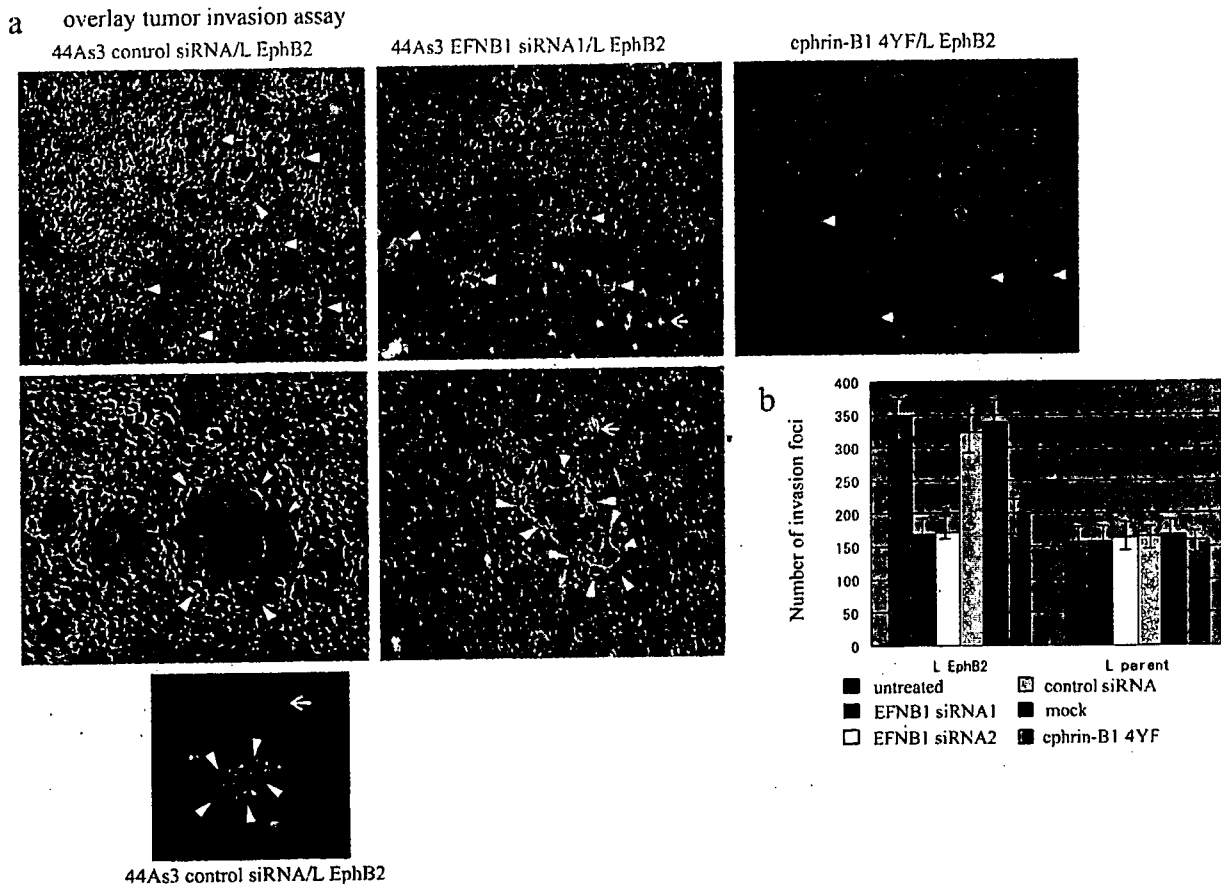 a
overlay tumor invasion assay
44As3 control siRNA/L EphB2
44As3 EFNB1 siRNA1/L EphB2
cphrin-B1 4YF/L EphB2
44As3 control siRNA/L EphB2
b
Number of invasion foci
400
350
300
250
200
150
100
50
0
L EphB2
L parent
untreated
EFNB1 siRNA1
EFNB1 siRNA2
control siRNA
mock
cphrin-B1 4YF